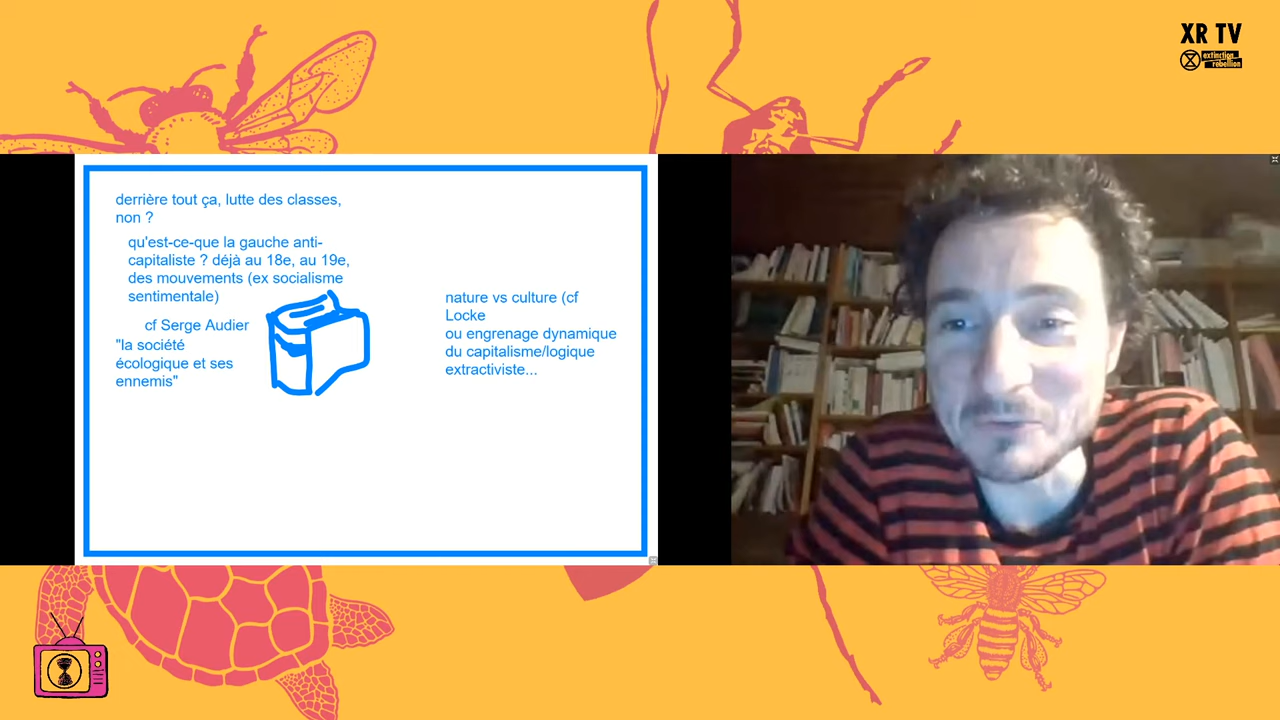 XR TV
extinction
rebellion
derrière tout ça, lutte des classes,
non ?
qu'est-ce-que la gauche anti-
capitaliste ? déjà au 18e, au 19e,
des mouvements (ex socialisme
sentimentale)
cf Serge Audier
"la société
écologique et ses
ennemis"
nature vs culture (cf
Locke
ou engrenage dynamique
du capitalisme/logique
extractiviste...